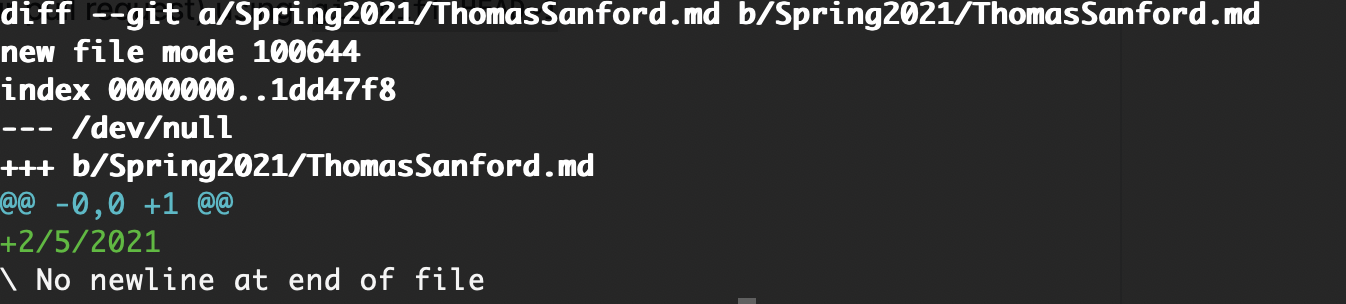 diff --git a/Spring2021/ThomasSanford.md b/Spring2021/ThomasSanford.md
new file mode 100644
index 0000000..1dd47f8
--- /dev/null
+++ b/Spring2021/ThomasSanford.md
@@ -0,0 +1 @@
+2/5/2021
\ No newline at end of file